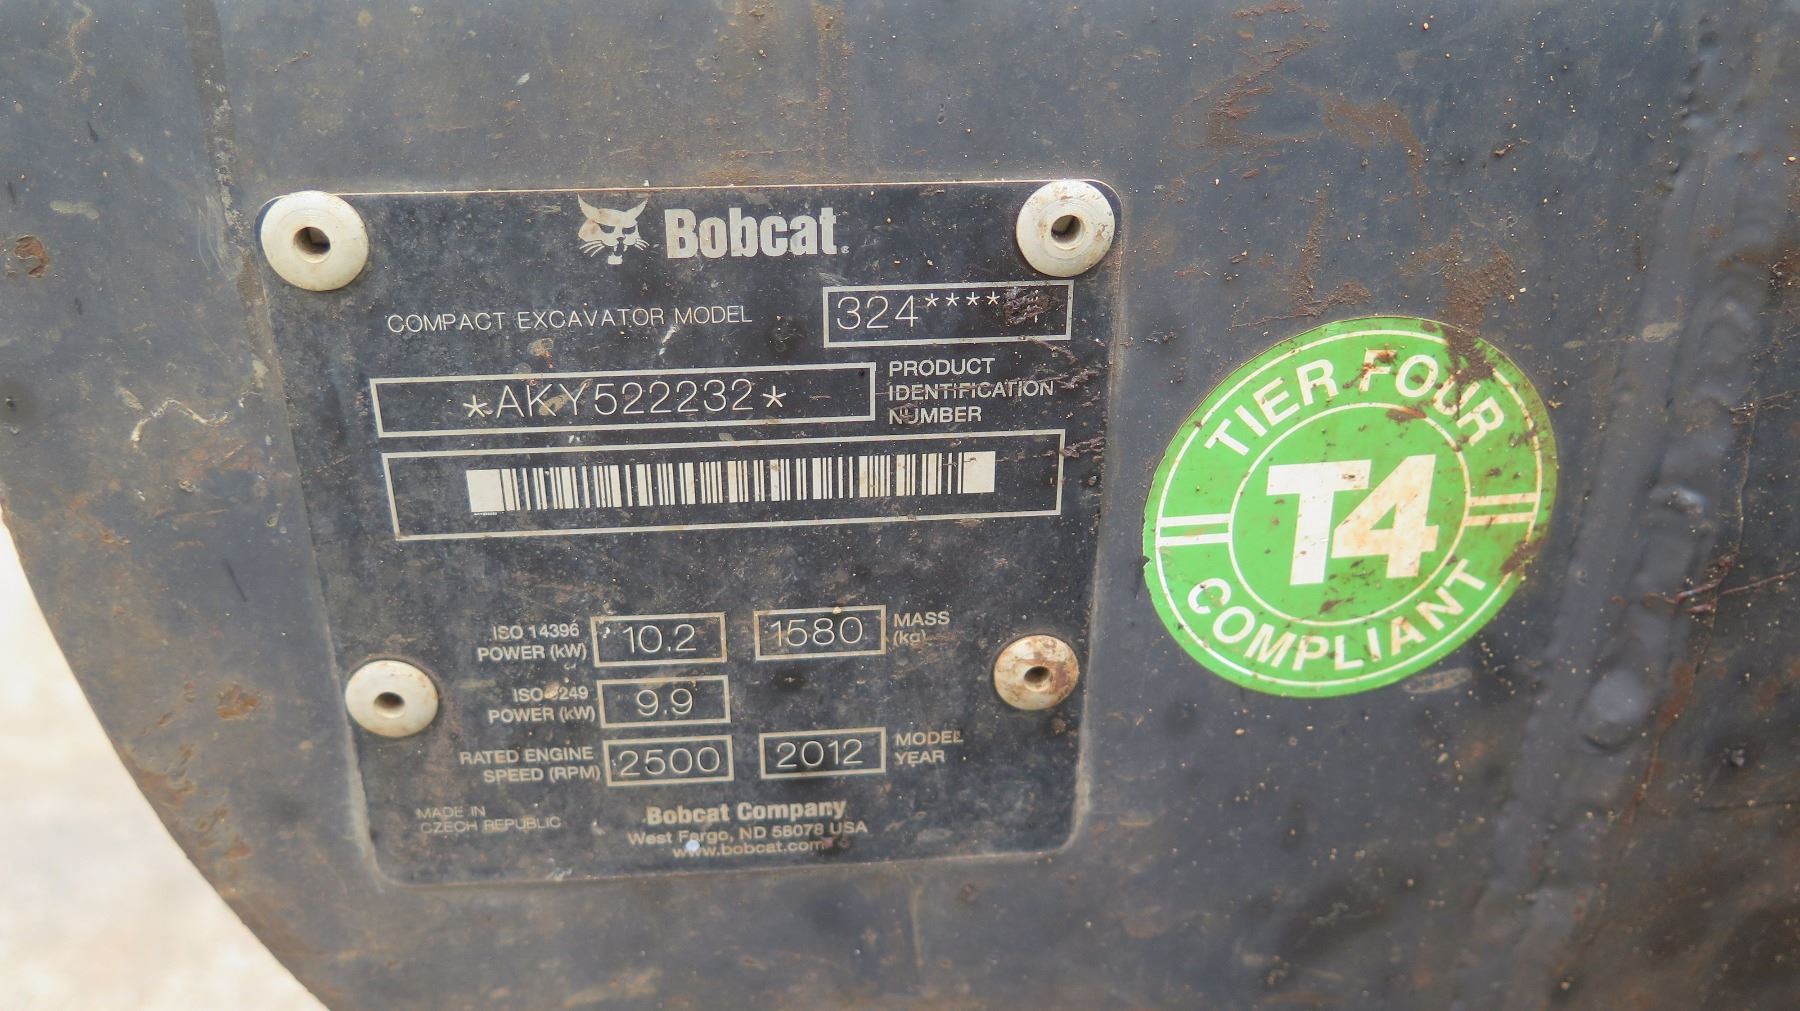 Bobcat®
COMPACT EXCAVATOR MODEL 324****
*AKY522232* PRODUCT
IDENTIFICATION
NUMBER
ISO 14396
POWER (kW) 10.2
1580 MASS
(kg)
ISO 249
POWER (kW) 9.9
RATED ENGINE
SPEED (RPM) 2500
2012 MODEL
YEAR
MADE IN
CZECH REPUBLIC
Bobcat Company
West Fargo, ND 58078 USA
www.bobcat.com
TIER FOUR
T4
COMPLIANT